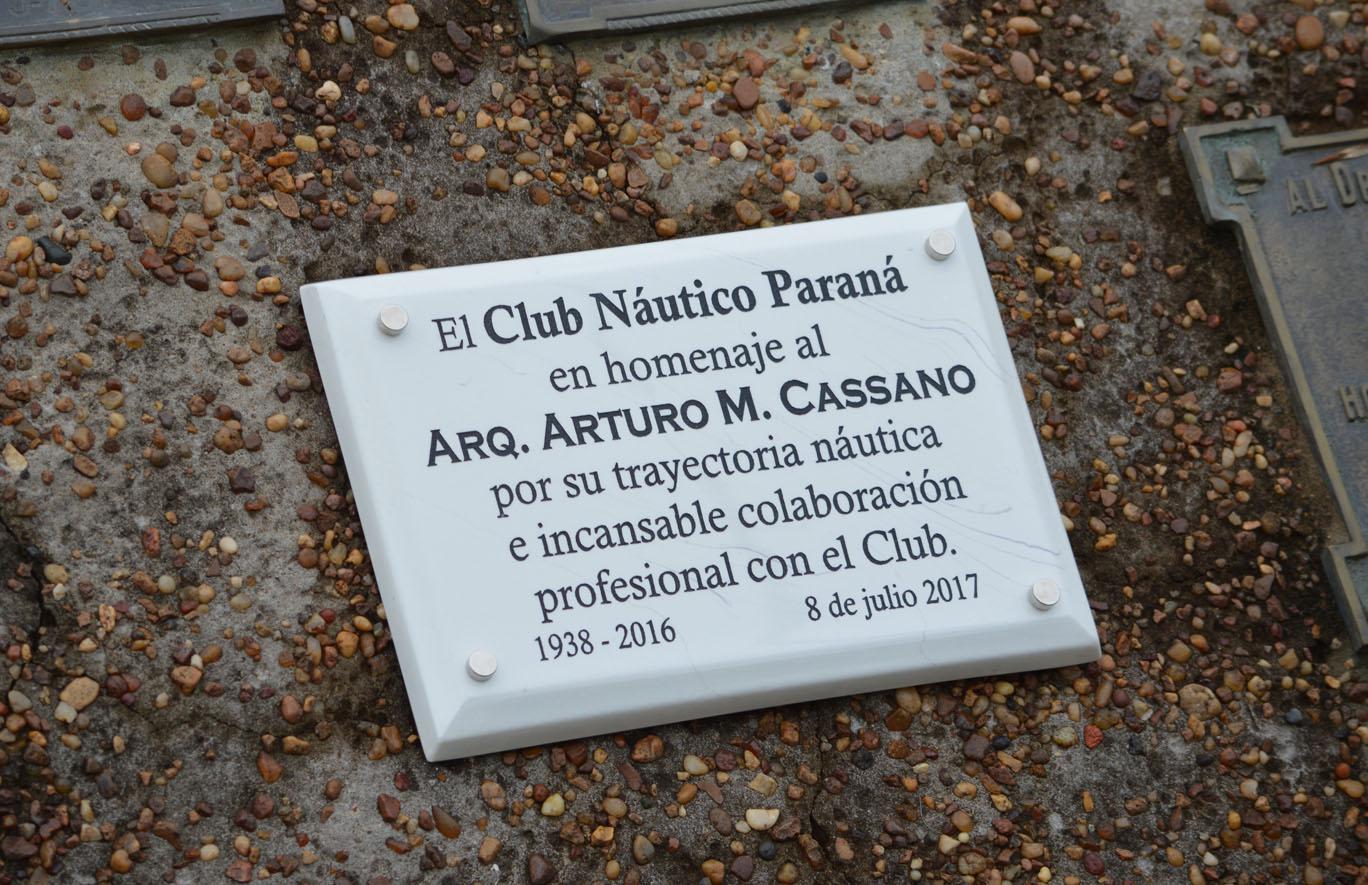 El Club Náutico Paraná
en homenaje al
ARQ. ARTURO M. CASSANO
por su trayectoria náutica
e incansable colaboración
profesional con el Club.
1938 - 2016
8 de julio 2017
AL